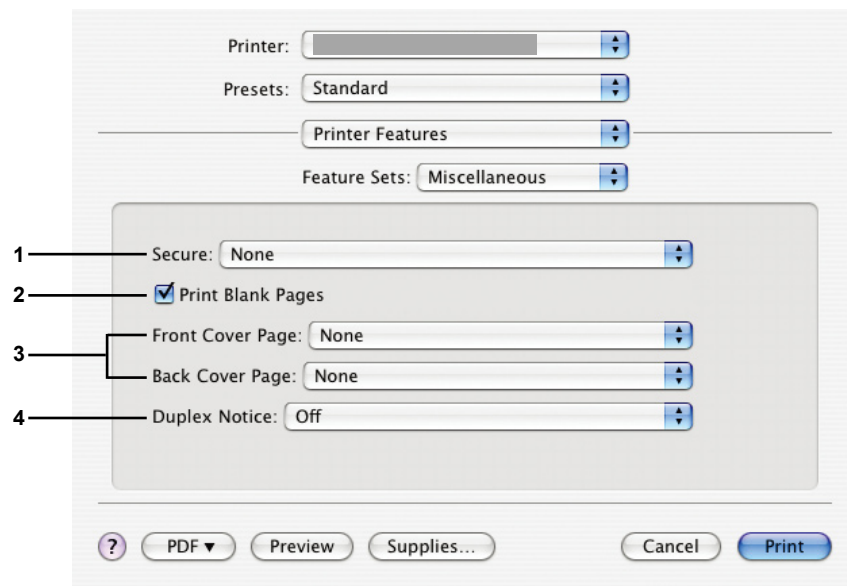 Printer:
Presets: Standard
Printer Features
Feature Sets: Miscellaneous
1 Secure: None
2 Print Blank Pages
3
Front Cover Page: None
Back Cover Page: None
4 Duplex Notice: Off
? PDF ▼ Preview Supplies... Cancel Print